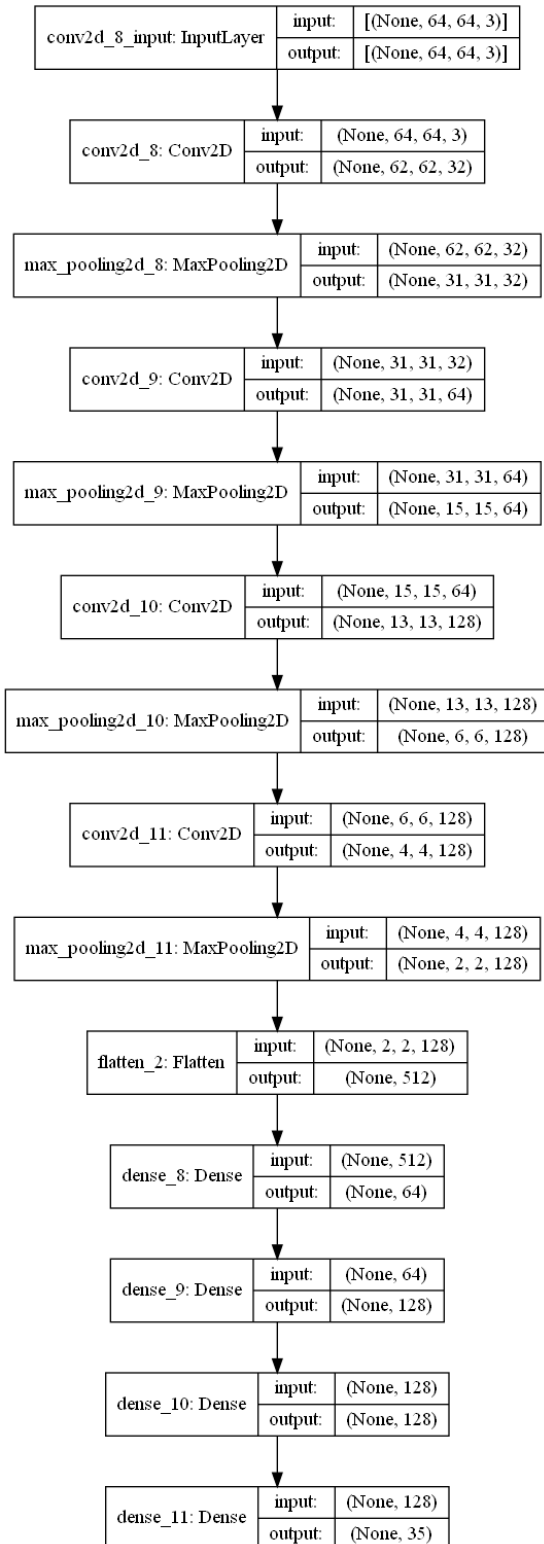 conv2d_8_input: InputLayer
input: [(None, 64, 64, 3)]
output: [(None, 64, 64, 3)]
conv2d_8: Conv2D
input: (None, 64, 64, 3)
output: (None, 62, 62, 32)
max_pooling2d_8: MaxPooling2D
input: (None, 62, 62, 32)
output: (None, 31, 31, 32)
conv2d_9: Conv2D
input: (None, 31, 31, 32)
output: (None, 31, 31, 64)
max_pooling2d_9: MaxPooling2D
input: (None, 31, 31, 64)
output: (None, 15, 15, 64)
conv2d_10: Conv2D
input: (None, 15, 15, 64)
output: (None, 13, 13, 128)
max_pooling2d_10: MaxPooling2D
input: (None, 13, 13, 128)
output: (None, 6, 6, 128)
conv2d_11: Conv2D
input: (None, 6, 6, 128)
output: (None, 4, 4, 128)
max_pooling2d_11: MaxPooling2D
input: (None, 4, 4, 128)
output: (None, 2, 2, 128)
flatten_2: Flatten
input: (None, 2, 2, 128)
output: (None, 512)
dense_8: Dense
input: (None, 512)
output: (None, 64)
dense_9: Dense
input: (None, 64)
output: (None, 128)
dense_10: Dense
input: (None, 128)
output: (None, 128)
dense_11: Dense
input: (None, 128)
output: (None, 35)